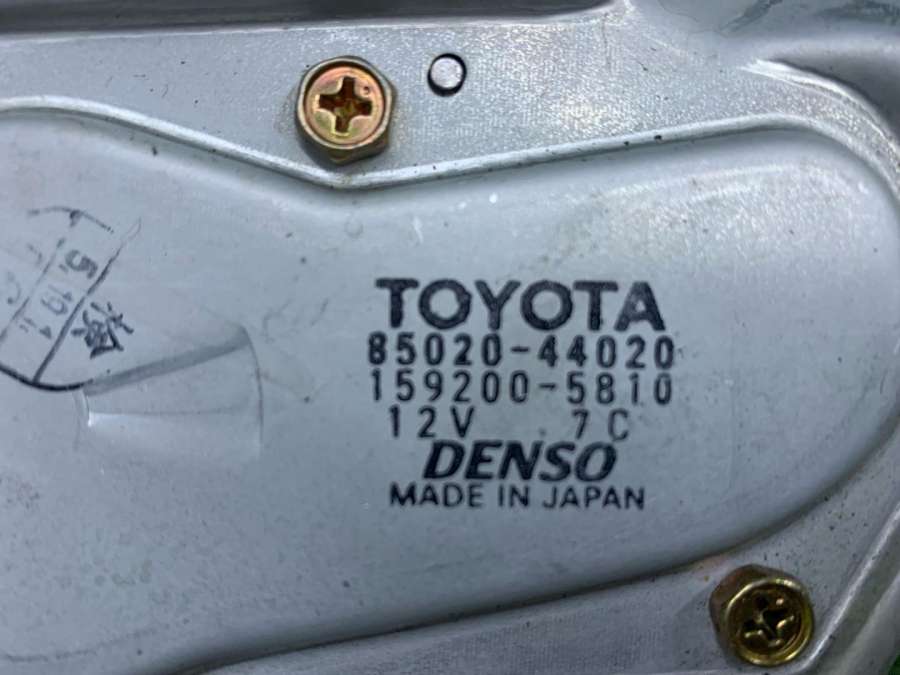 TOYOTA
85020-44020
159200-5810
12V 7C
DENSO
MADE IN JAPAN